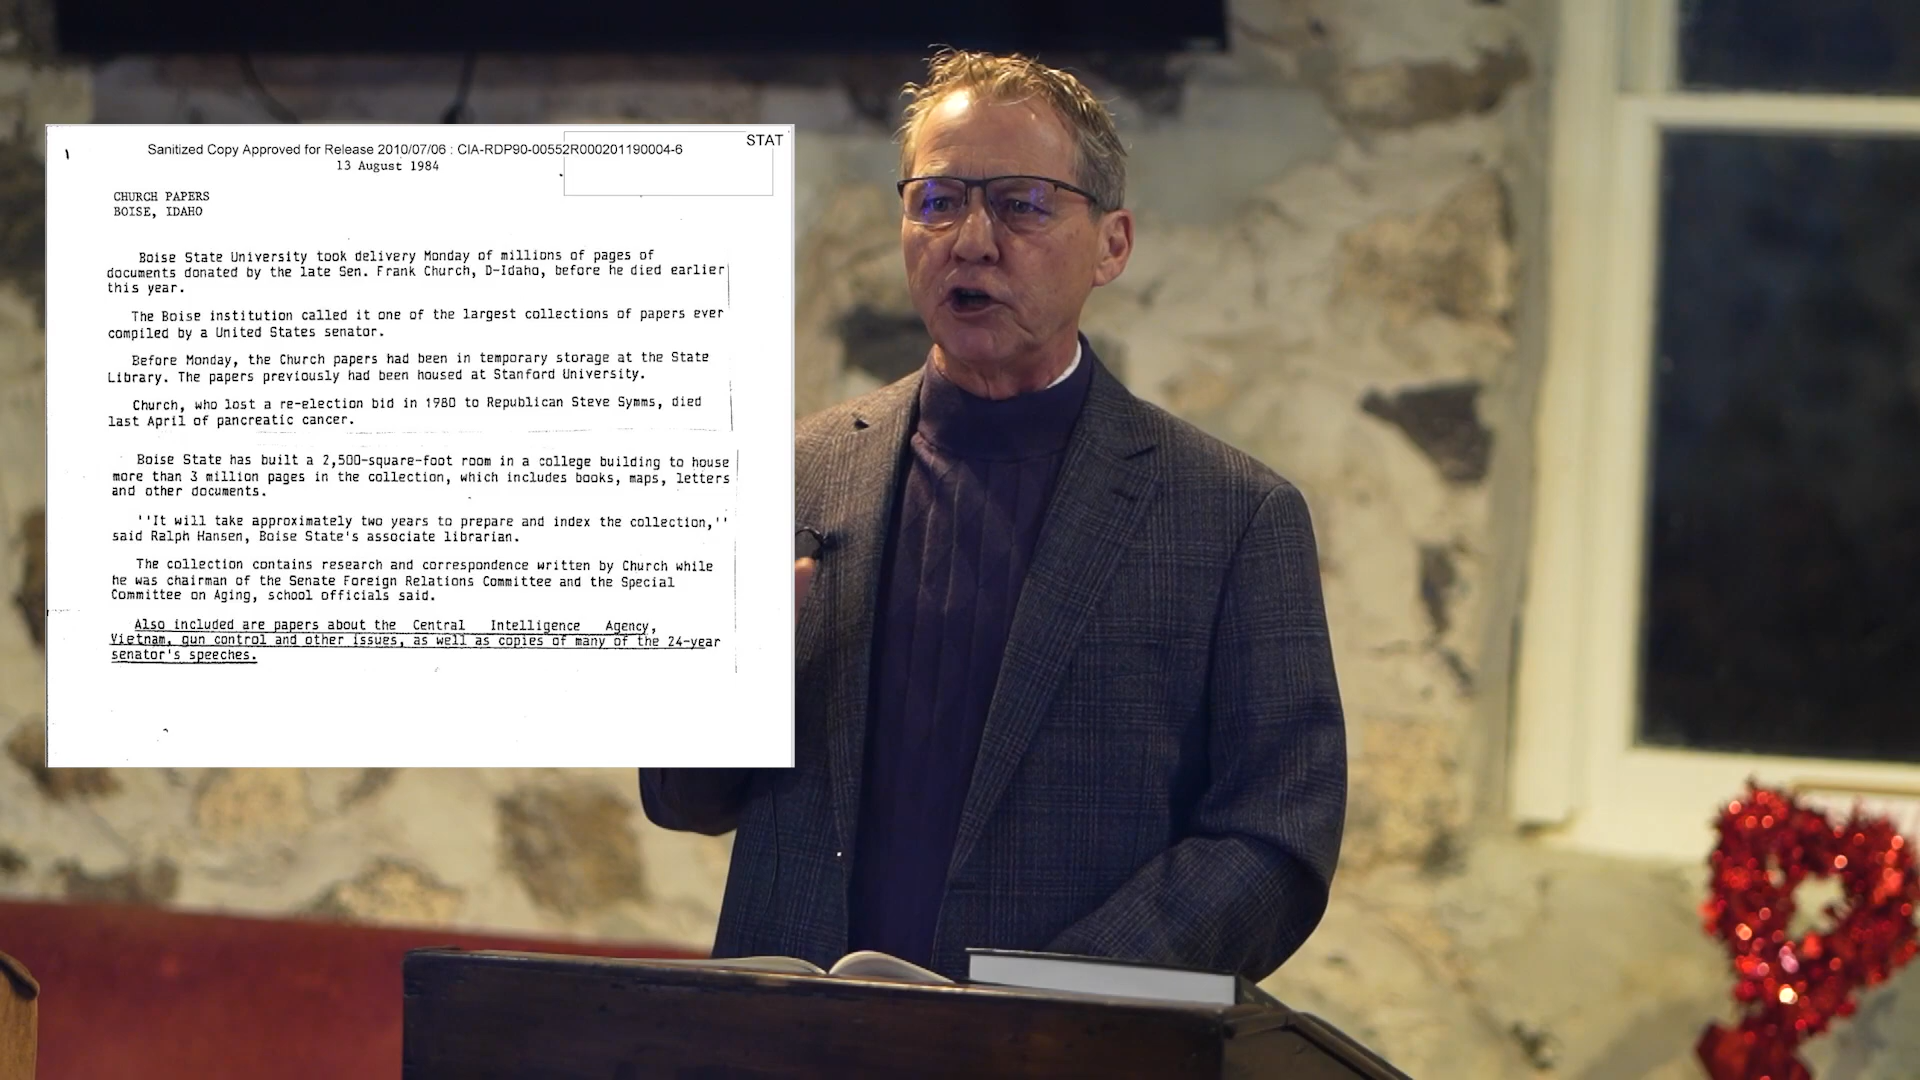 STAT
Sanitized Copy Approved for Release 2010/07/06 : CIA-RDP90-00552R000201190004-6
13 August 1984
CHURCH PAPERS
BOISE, IDAHO
Boise State University took delivery Monday of millions of pages of
documents donated by the late Sen. Frank Church, D-Idaho, before he died earlier
this year.
The Boise institution called it one of the largest collections of papers ever
compiled by a United States senator.
Before Monday, the Church papers had been in temporary storage at the State
Library. The papers previously had been housed at Stanford University.
Church, who lost a re-election bid in 1980 to Republican Steve Symms, died
last April of pancreatic cancer.
Boise State has built a 2,500-square-foot room in a college building to house
more than 3 million pages in the collection, which includes books, maps, letters
and other documents.
''It will take approximately two years to prepare and index the collection,''
said Ralph Hansen, Boise State's associate librarian.
The collection contains research and correspondence written by Church while
he was chairman of the Senate Foreign Relations Committee and the Special
Committee on Aging, school officials said.
Also included are papers about the Central Intelligence Agency,
Vietnam, gun control and other issues, as well as copies of many of the 24-year
senator's speeches.